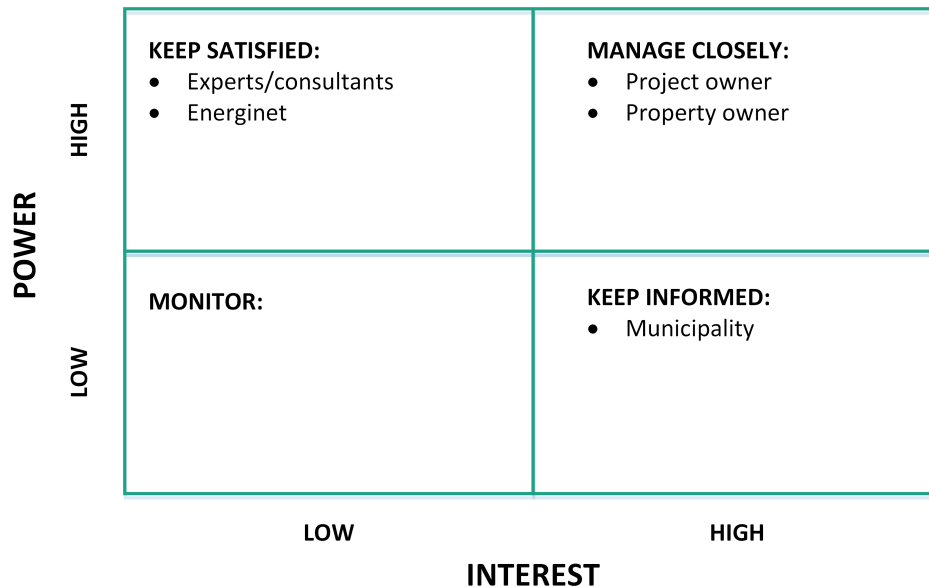 KEEP SATISFIED:
• Experts/consultants
• Energinet
MANAGE CLOSELY:
• Project owner
• Property owner
HIGH
POWER
MONITOR:
KEEP INFORMED:
• Municipality
LOW
LOW
HIGH
INTEREST